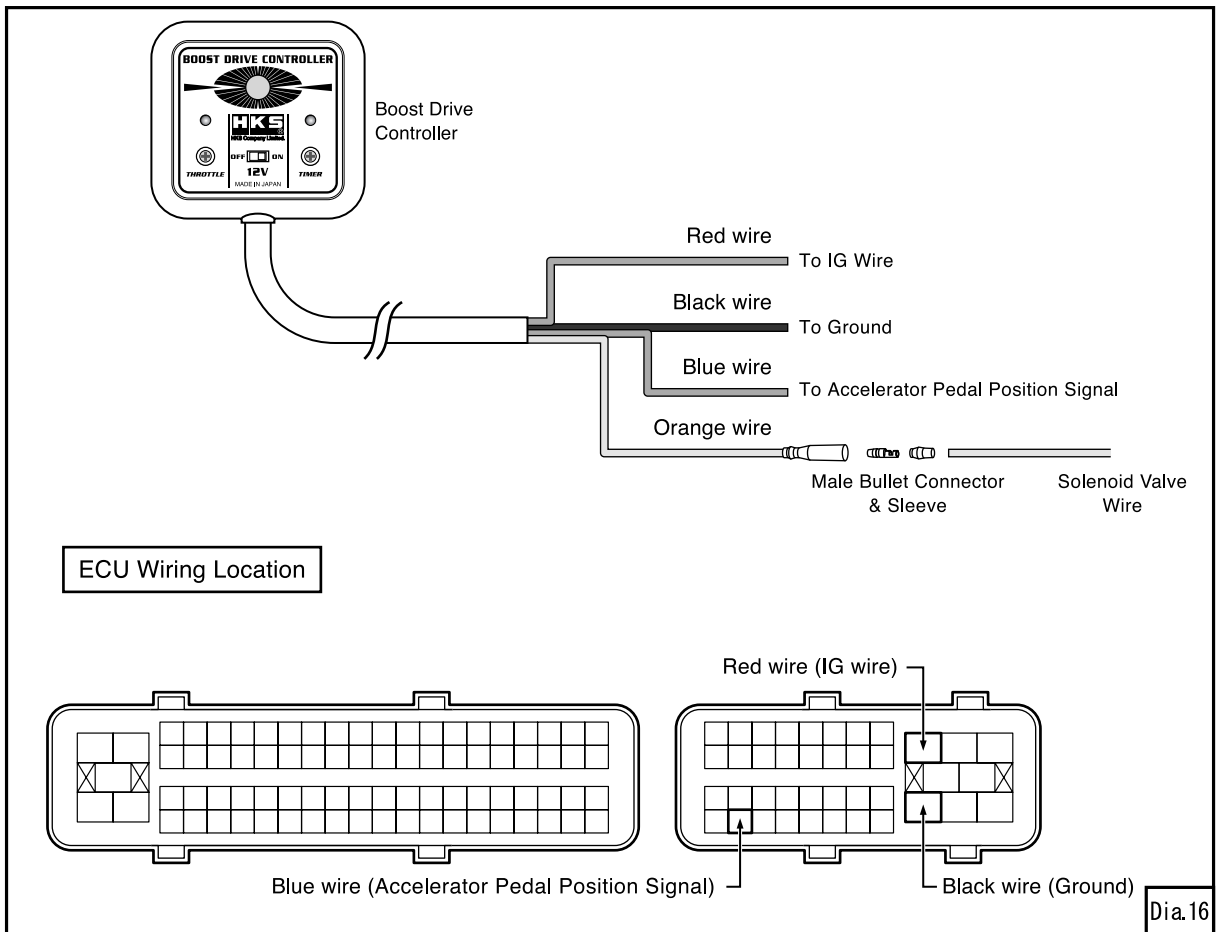 BOOST DRIVE CONTROLLER
HKS
®
HKS Company Limited.
OFF ON
THROTTLE
12V
TIMER
MADE IN JAPAN
Boost Drive
Controller
Red wire
To IG Wire
Black wire
To Ground
Blue wire
To Accelerator Pedal Position Signal
Orange wire
Male Bullet Connector
& Sleeve
Solenoid Valve
Wire
ECU Wiring Location
Red wire (IG wire)
Blue wire (Accelerator Pedal Position Signal)
Black wire (Ground)
Dia.16